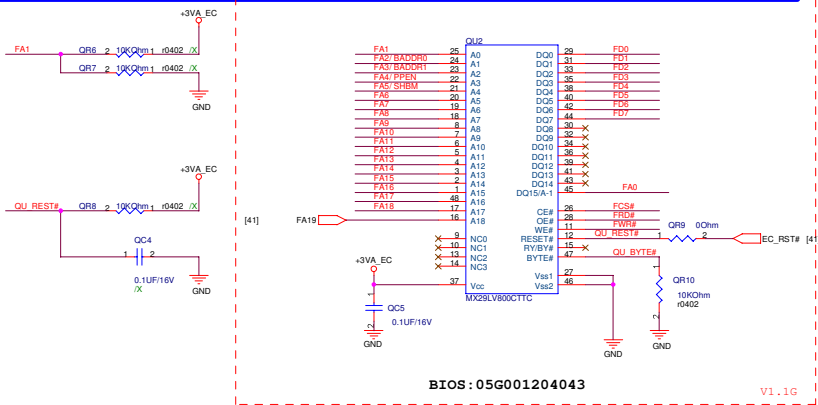 +3VA_EC
FA1
QR6 2 10KOhm 1 r0402 /X
QR7 2 10KOhm 1 r0402 /X
GND
+3VA_EC
QU_REST#
QR8 2 10KOhm 1 r0402 /X
QC4
1 2
0.1UF/16V
/X
GND
QU2
FA1 25 A0 DQ0 29 FD0
FA2/ BADDR0 24 A1 DQ1 31 FD1
FA3/ BADDR1 23 A2 DQ2 33 FD2
FA4/ PPEN 22 A3 DQ3 35 FD3
FA5/ SHBM 21 A4 DQ4 38 FD4
FA6 20 A5 DQ5 40 FD5
FA7 19 A6 DQ6 42 FD6
FA8 18 A7 DQ7 44 FD7
FA9 8 A8 DQ8 30
FA10 7 A9 DQ9 32
FA11 6 A10 DQ10 34
FA12 5 A11 DQ11 36
FA13 4 A12 DQ12 39
FA14 3 A13 DQ13 41
FA15 2 A14 DQ14 43
FA16 1 A15 DQ15/A-1 45 FA0
FA17 48 A16
FA18 17 A17 CE# 26 FCS#
[41] FA19 16 A18 OE# 28 FRD#
WE# 11 FWR#
9 NC0 RESET# 12 QU_REST# 1 QR9 0Ohm 2 EC_RST# [41
10 NC1 RY/BY# 15
13 NC2 BYTE# 47 QU_BYTE#
14 NC3
+3VA_EC
37 Vcc
Vss1 27
Vss2 46
MX29LV800CTTC
1
QC5
0.1UF/16V
2
GND
GND
1
QR10
10KOhm
r0402
2
GND
BIOS:05G001204043
V1.1G